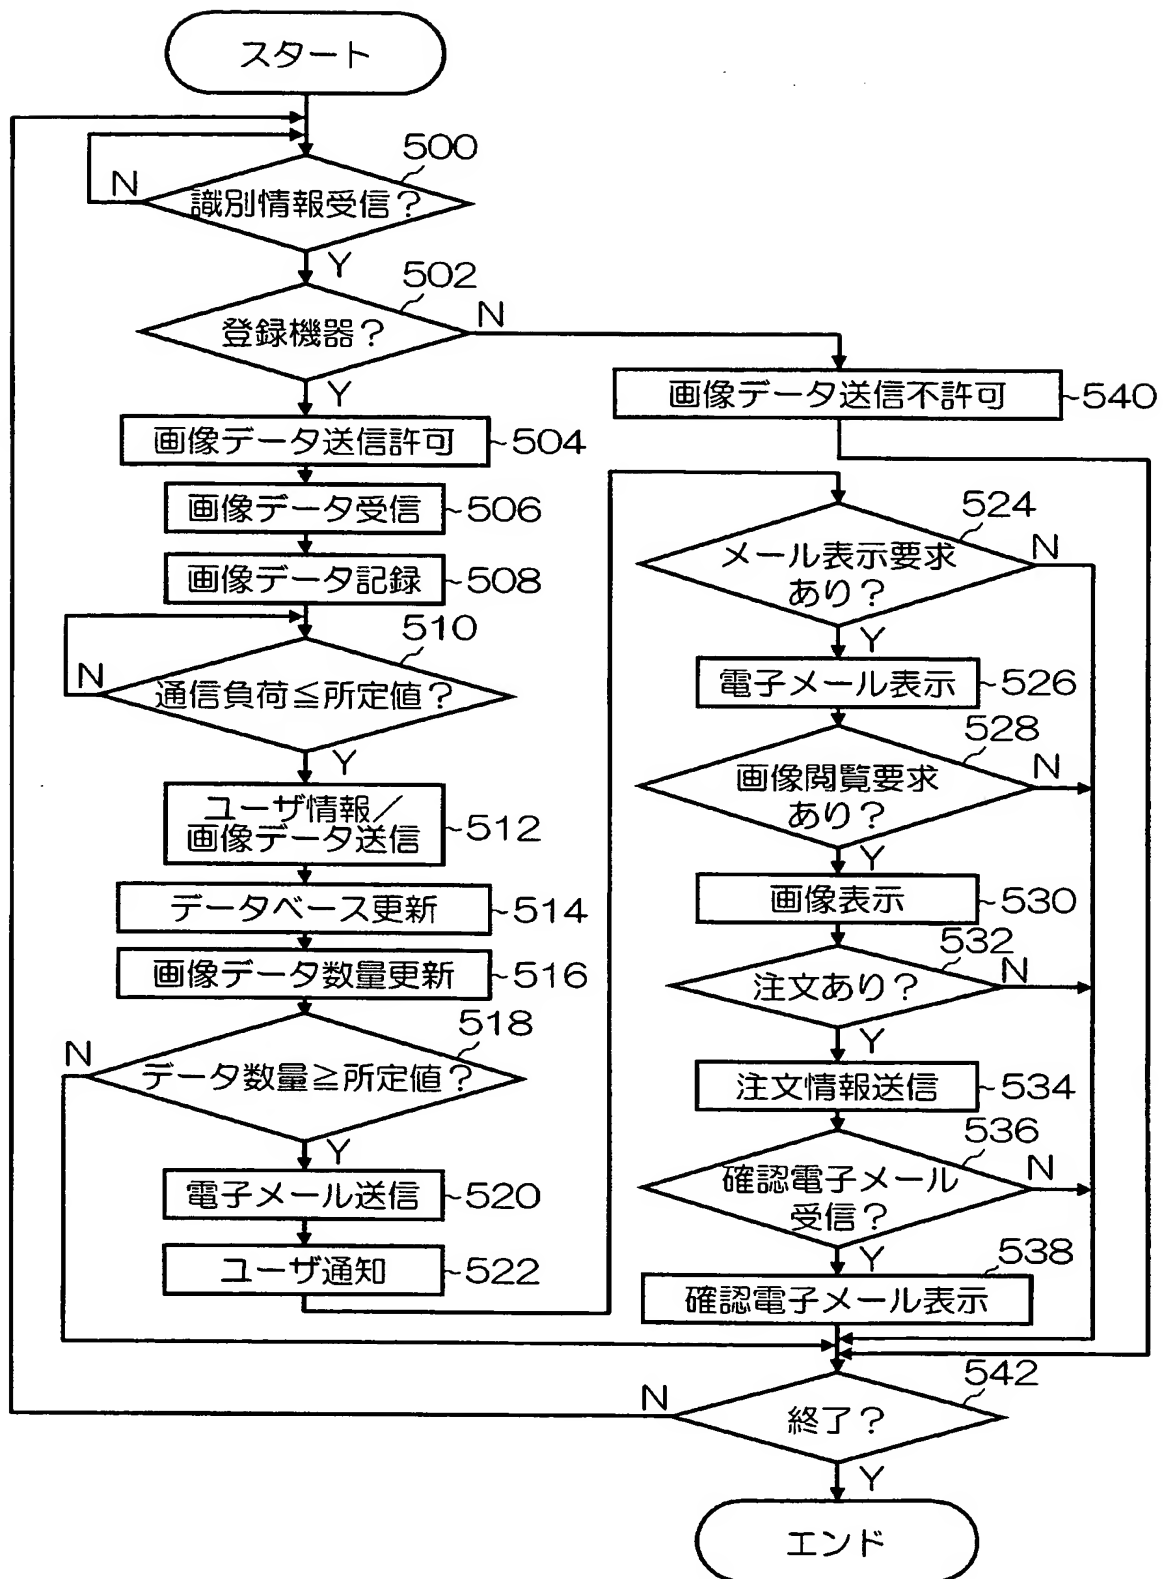 スタート
500
識別情報受信?
N
Y
502
登録機器?
N
Y
画像データ送信許可
504
画像データ受信
506
画像データ記録
508
510
通信負荷≦所定値?
N
Y
ユーザ情報/
画像データ送信
512
データベース更新
514
画像データ数量更新
516
518
データ数量≧所定値?
N
Y
電子メール送信
520
ユーザ通知
522
画像データ送信不許可
540
524
メール表示要求
あり?
N
Y
電子メール表示
526
528
画像閲覧要求
あり?
N
Y
画像表示
530
532
注文あり?
N
Y
注文情報送信
534
536
確認電子メール
受信?
N
Y
538
確認電子メール表示
542
終了?
N
Y
エンド